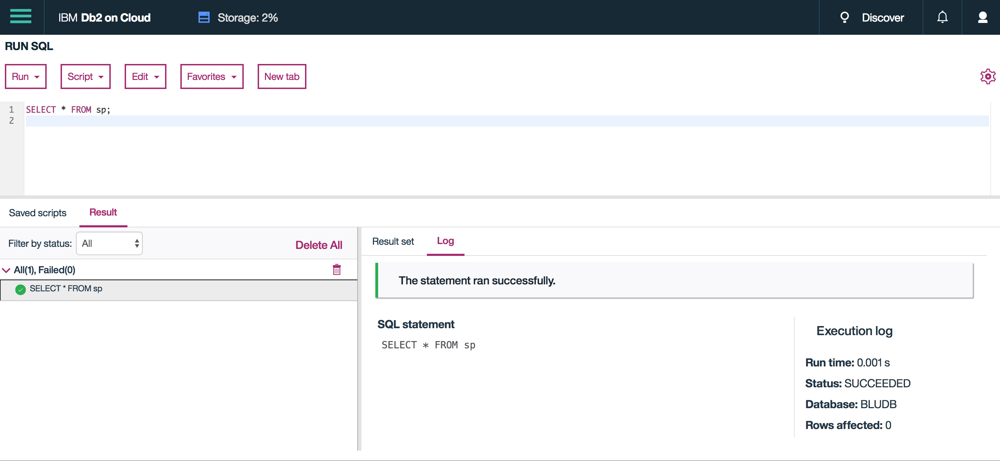 IBM Db2 on Cloud
Storage: 2%
Discover
RUN SQL
Run
Script
Edit
Favorites
New tab
1 SELECT * FROM sp;
2
Saved scripts
Result
Filter by status: All
Delete All
All(1), Failed(0)
SELECT * FROM sp
Result set
Log
The statement ran successfully.
SQL statement
SELECT * FROM sp
Execution log
Run time: 0.001 s
Status: SUCCEEDED
Database: BLUDB
Rows affected: 0